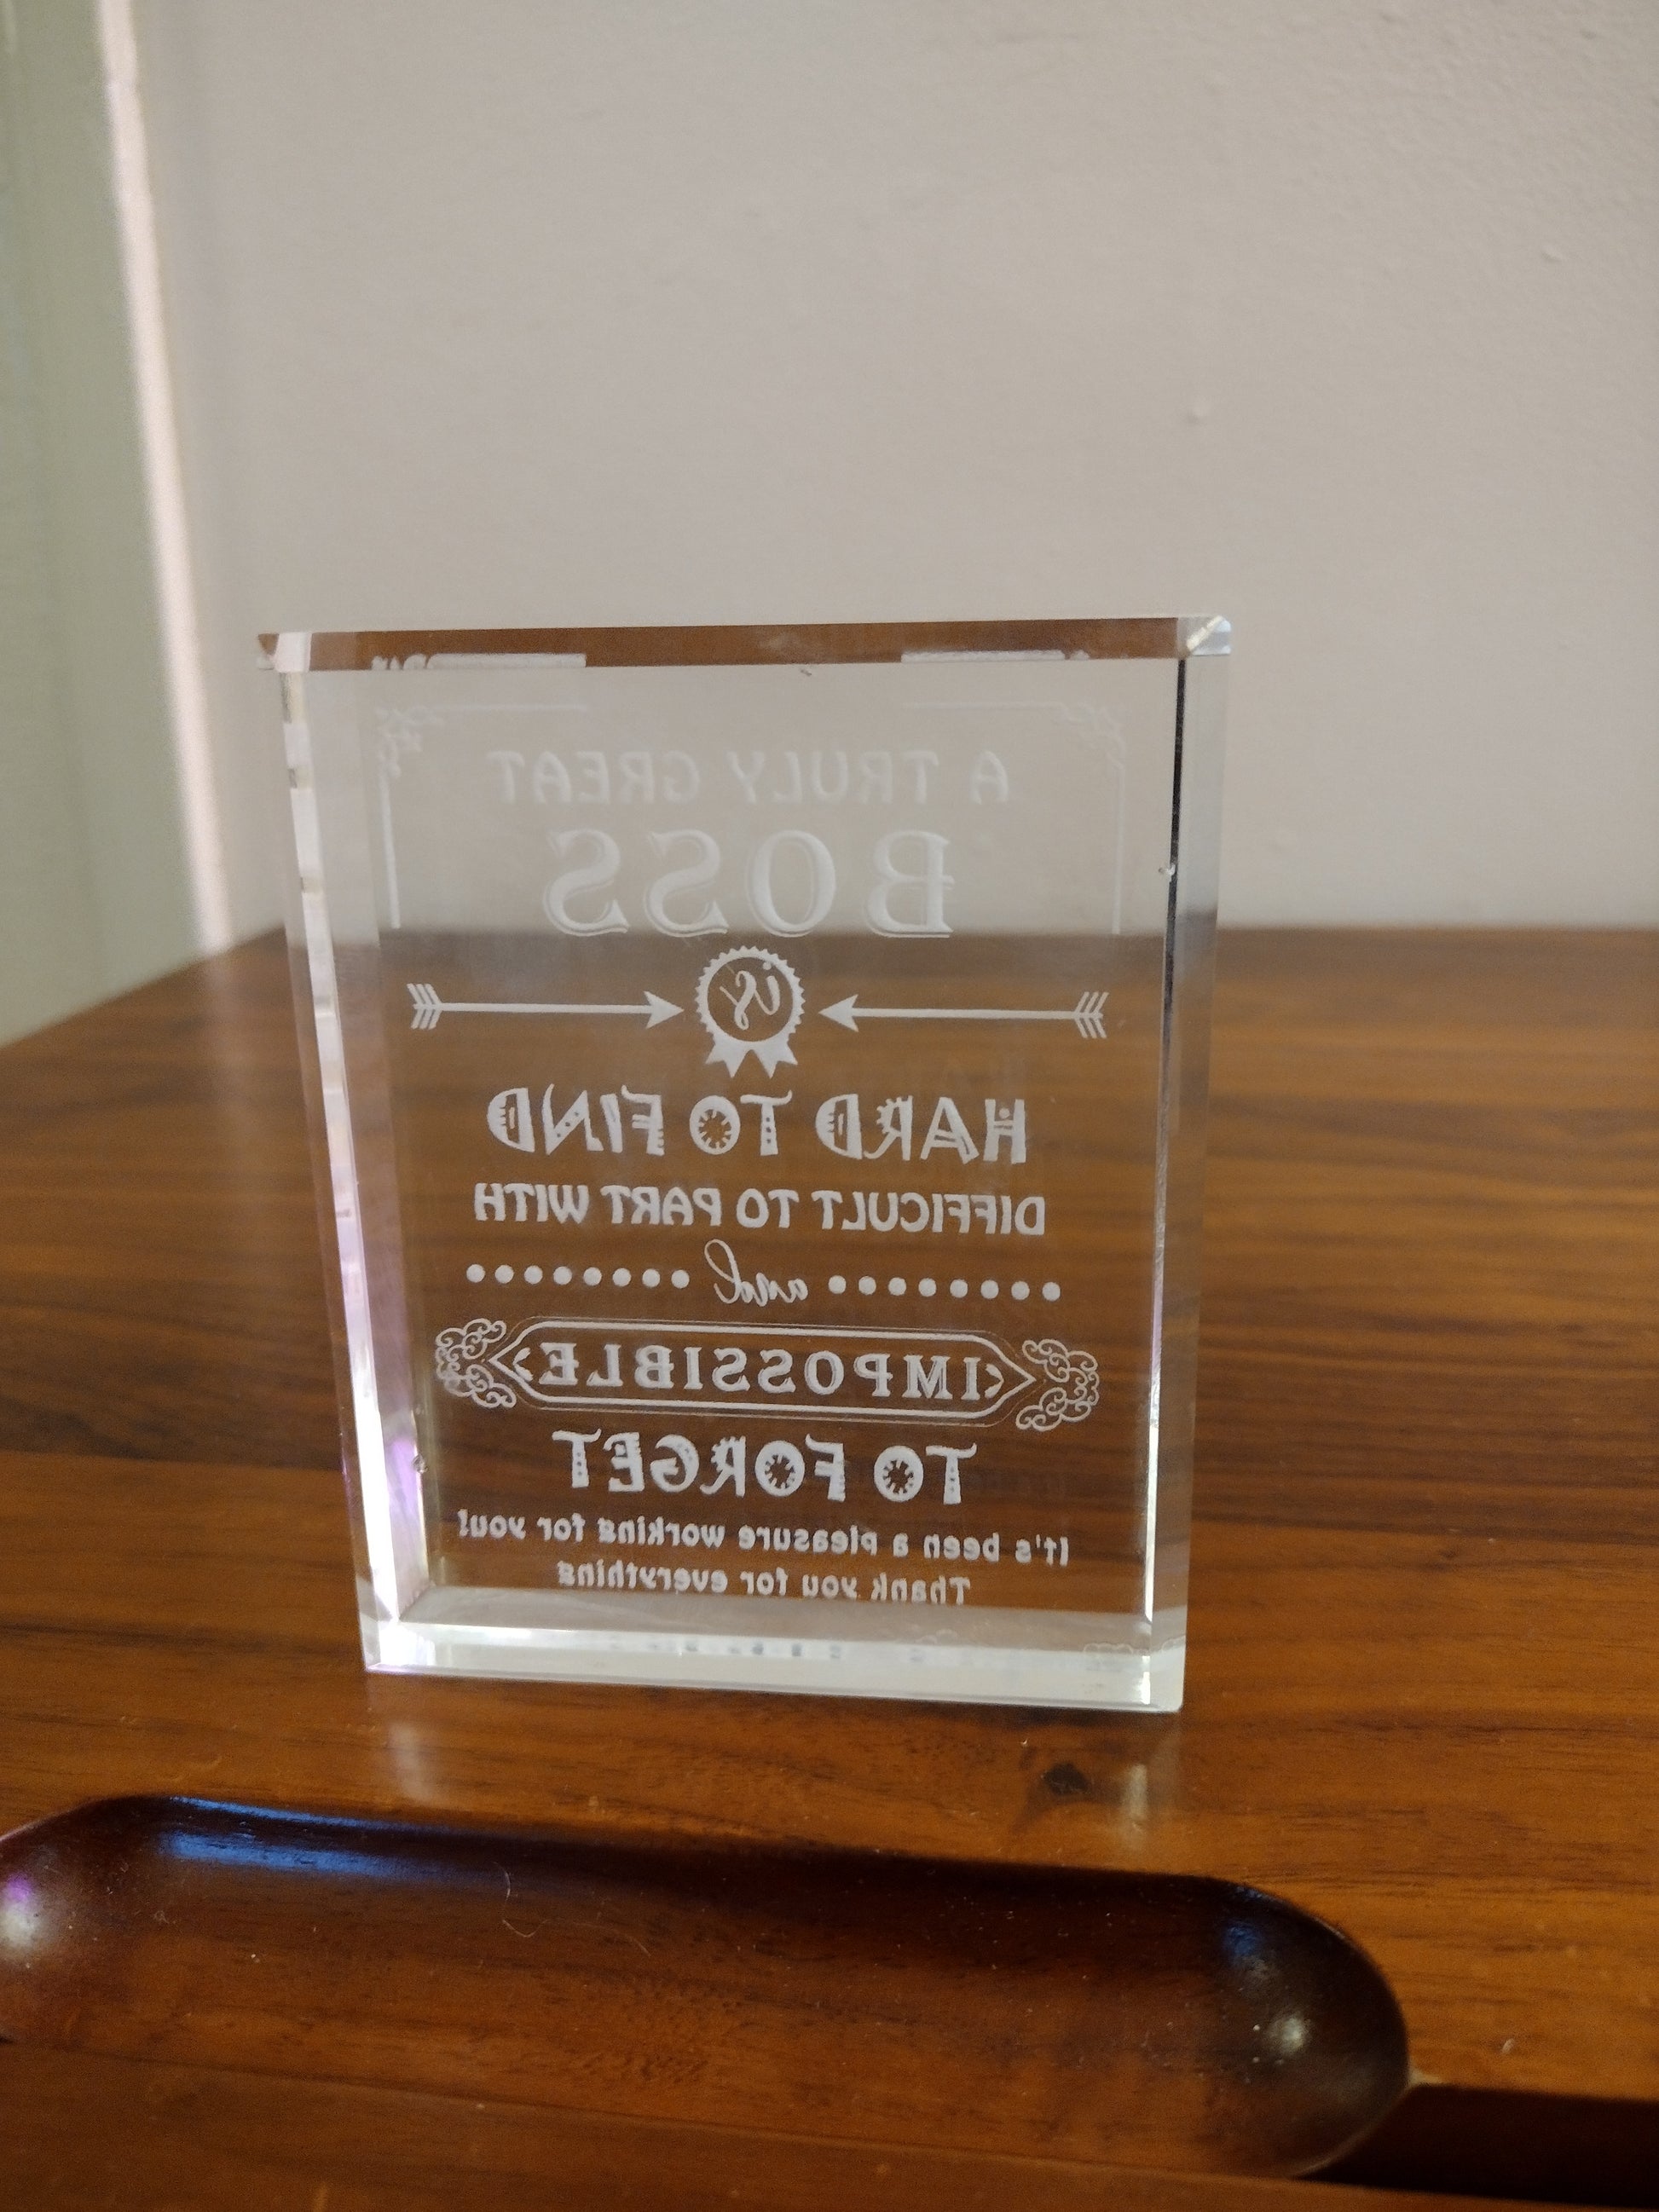 A TRULY GREAT
BOSS
is
HARD TO FIND
DIFFICULT TO PART WITH
and
IMPOSSIBLE
TO FORGET
It's been a pleasure working for you!
Thank you for everything